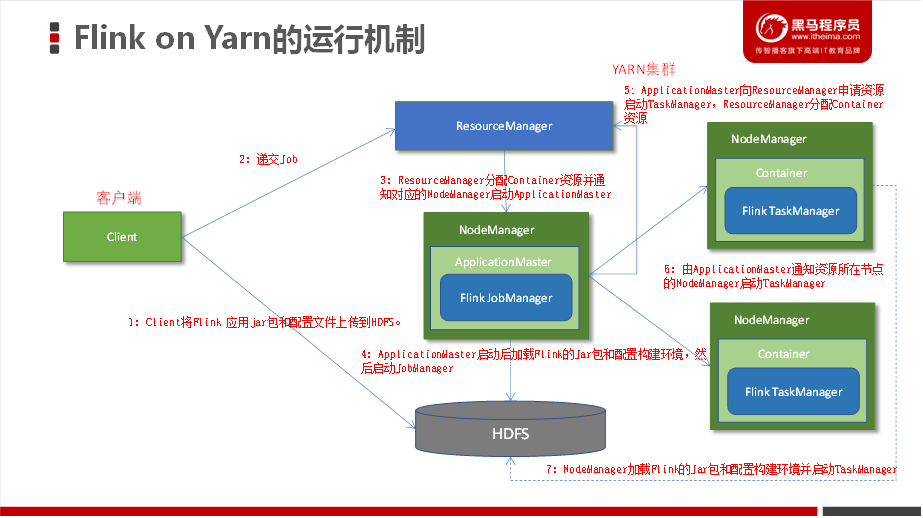 Flink on Yarn的运行机制
黑马程序员
www.itheima.com
传智播客旗下高端IT教育品牌
YARN集群
5: ApplicationMaster向ResourceManager申请资源
启动TaskManager，ResourceManager分配Container
资源
ResourceManager
NodeManager
Container
Flink TaskManager
2: 递交Job
3: ResourceManager分配Container资源并通
知对应的NodeManager启动ApplicationMaster
客户端
Client
NodeManager
ApplicationMaster
Flink JobManager
6: 由ApplicationMaster通知资源所在节点
的NodeManager启动TaskManager
NodeManager
Container
Flink TaskManager
1: Client将Flink 应用jar包和配置文件上传到HDFS。
4: ApplicationMaster启动后加载Flink的Jar包和配置构建环境，然
后启动JobManager
HDFS
7: NodeManager加载Flink的Jar包和配置构建环境并启动TaskManager